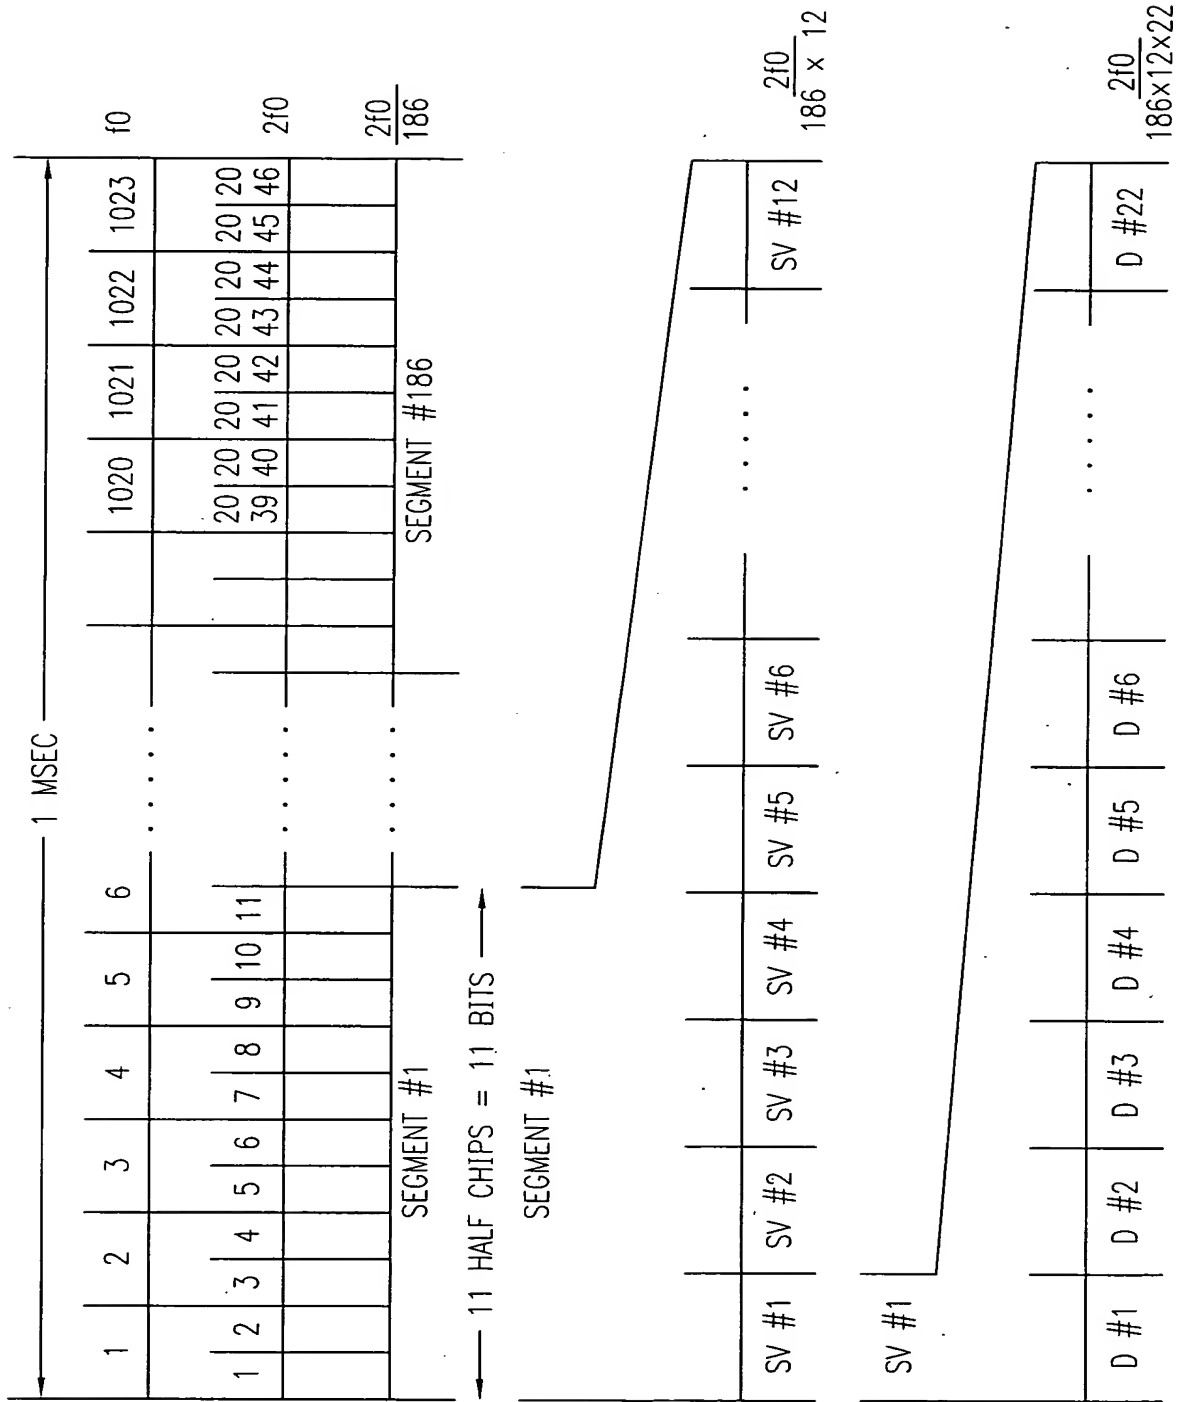 1 MSEC
1 2 3 4 5 6 ..... 1020 1021 1022 1023 f0
1 2 3 4 5 6 7 8 9 10 11 ..... 20 39 20 40 20 41 20 42 20 43 20 44 20 45 20 46 2f0
..... 2f0
186
SEGMENT #1 SEGMENT #186
11 HALF CHIPS = 11 BITS
SEGMENT #1
SV #1 SV #2 SV #3 SV #4 SV #5 SV #6 ..... SV #12 2f0
186 x 12
SV #1
D #1 D #2 D #3 D #4 D #5 D #6 ..... D #22 2f0
186x12x22